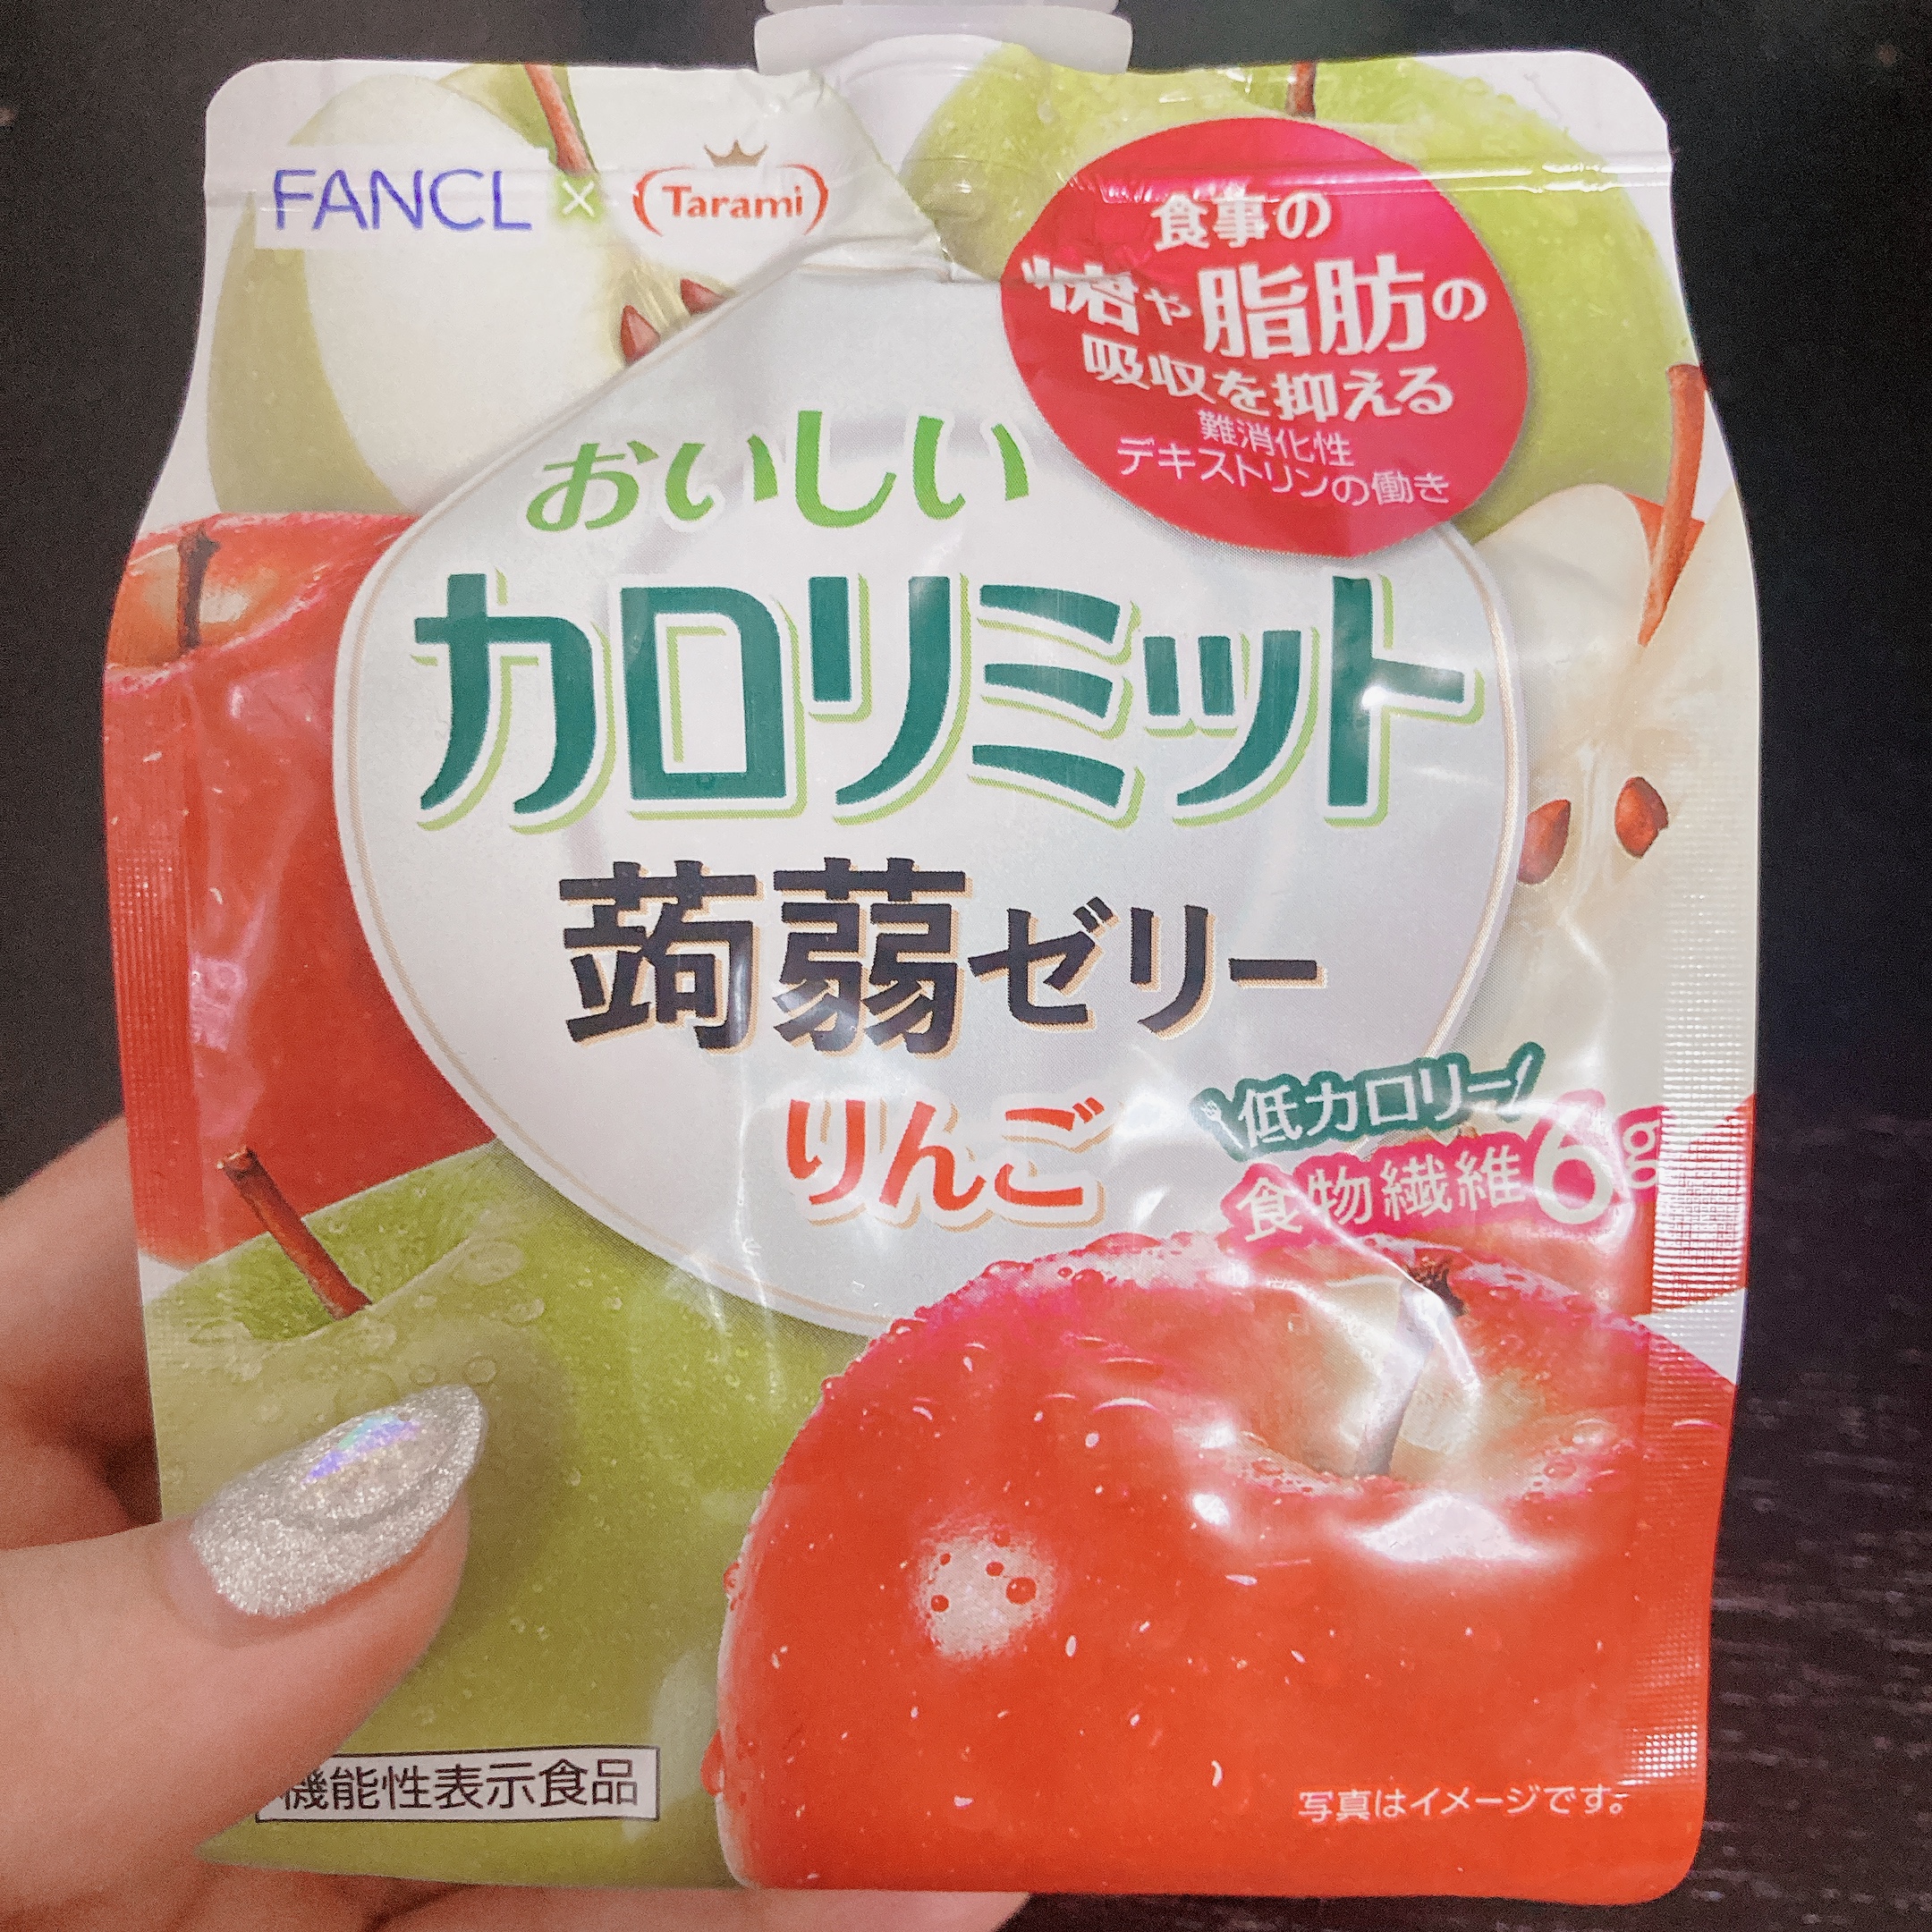 FANCL × Tarami
食事の
糖や脂肪の
吸収を抑える
難消化性
デキストリンの働き
おいしい
カロリミット
蒟蒻ゼリー
りんご
低カロリー
食物繊維6g
機能性表示食品
写真はイメージです。